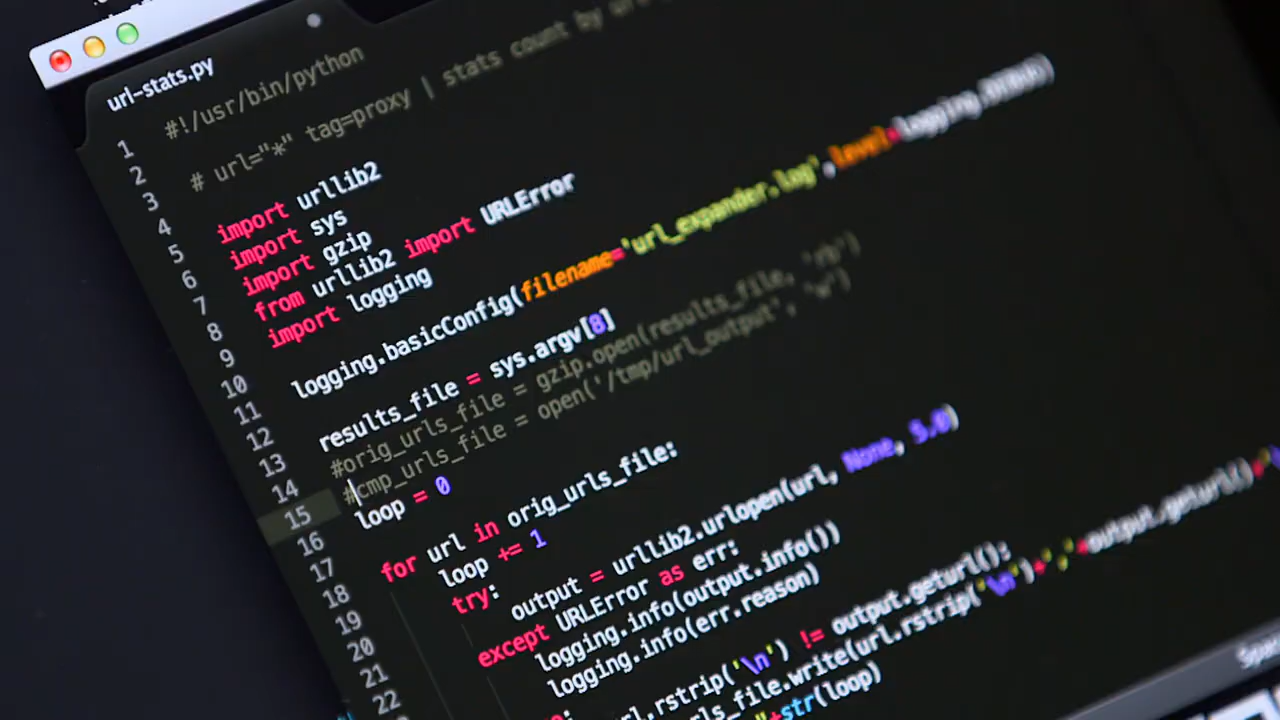 url-stats.py
1 #!/usr/bin/python
2
3 # url="*" tag=proxy | stats count by
4
5 import urllib2
6 import sys
7 import gzip
8 from urllib2 import URLError
9 import logging
10
11 logging.basicConfig(filename='url_expander.log',level=logging.DEBUG)
12
13 results_file = sys.argv[8]
14 #orig_urls_file = gzip.open(results_file, 'rb')
15 #cmp_urls_file = open('/tmp/url_output', 'w')
16 loop = 0
17
18 for url in orig_urls_file:
19 loop += 1
20 try:
21 output = urllib2.urlopen(url, None, 5.0)
22 except URLError as err:
logging.info(output.info())
logging.info(err.reason)
url.rstrip('\n') != output.geturl():
urls_file.write(url.rstrip('\n')+','+output.geturl()+
"+str(loop)